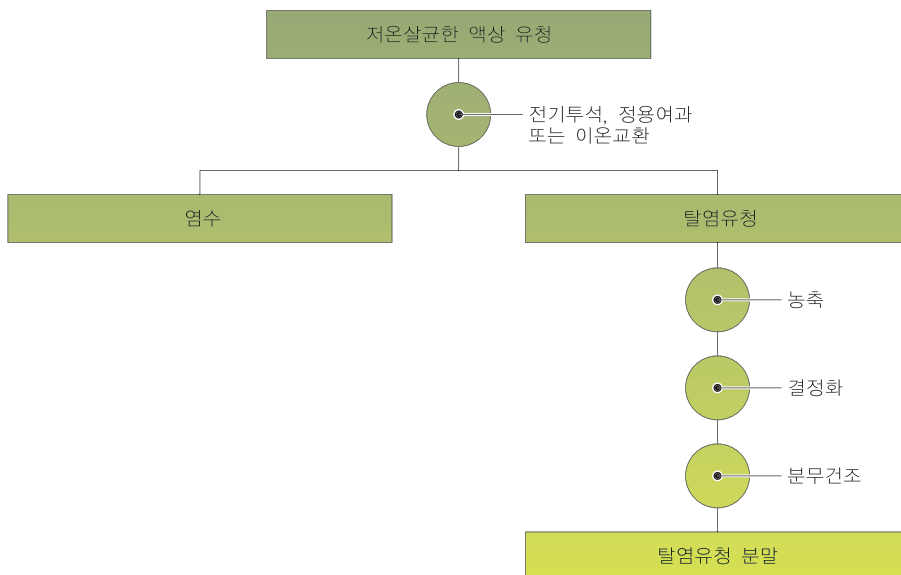 저온살균한 액상 유청
전기투석, 정용여과
또는 이온교환
염수
탈염유청
농축
결정화
분무건조
탈염유청 분말